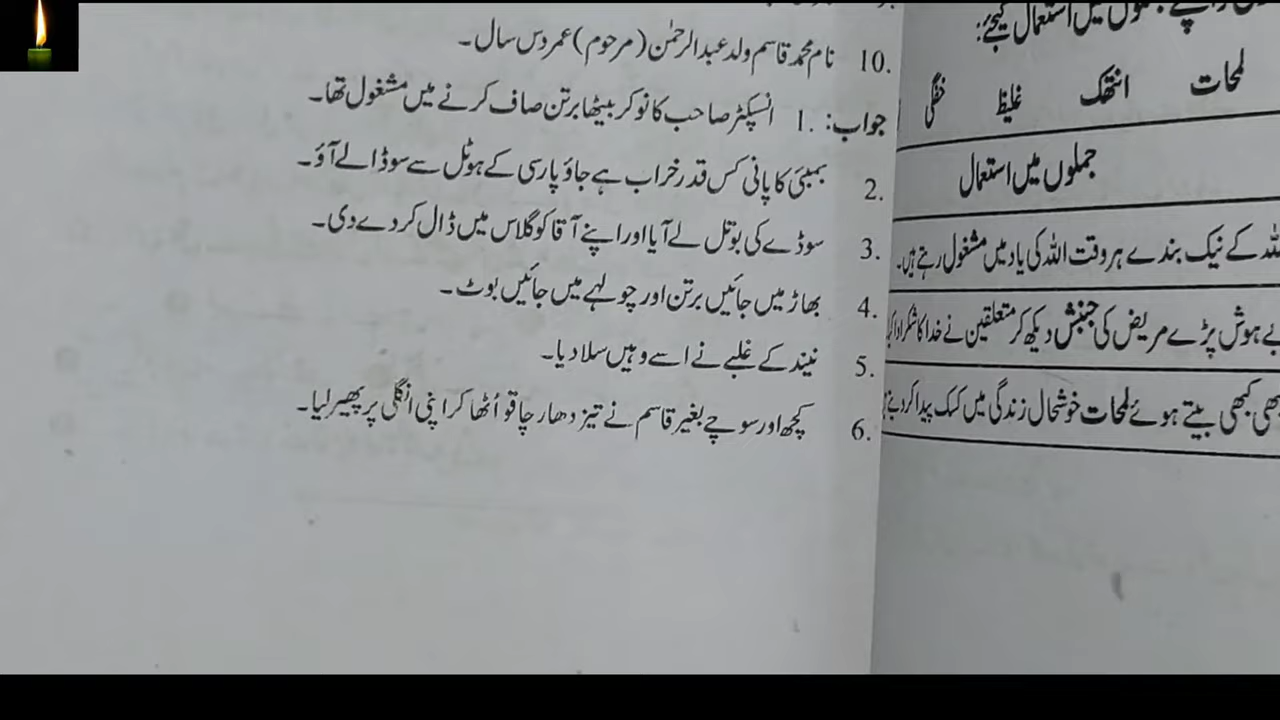 جملوں میں استعمال کیجئے:
لمحات انتھک غلیظ خفگی
جملوں میں استعمال
اللہ کے نیک بندے ہر وقت اللہ کی یاد میں مشغول رہتے ہیں۔
بے ہوش پڑے مریض کی جنبش دیکھ کر متعلقین نے خدا کا شکر ادا کیا
کبھی بیتے ہوئے لمحات خوشحال زندگی میں کسک پیدا کر دیتے
10. نام محمد قاسم ولد عبدالرحمٰن (مرحوم) عمر دس سال۔
جواب: 1. انسپکٹر صاحب کا نوکر بیٹھا برتن صاف کرنے میں مشغول تھا۔
2. بمبئی کا پانی کس قدر خراب ہے جاؤ پارسی کے ہوٹل سے سوڈا لے آؤ۔
3. سوڈے کی بوتل لے آیا اور اپنے آقا کو گلاس میں ڈال کر دے دی۔
4. بھاڑ میں جائیں برتن اور چولہے میں جائیں بوٹ۔
5. نیند کے غلبے نے اسے وہیں سلا دیا۔
6. کچھ اور سوچے بغیر قاسم نے تیز دھار چاقو اُٹھا کر اپنی انگلی پر پھیر لیا۔